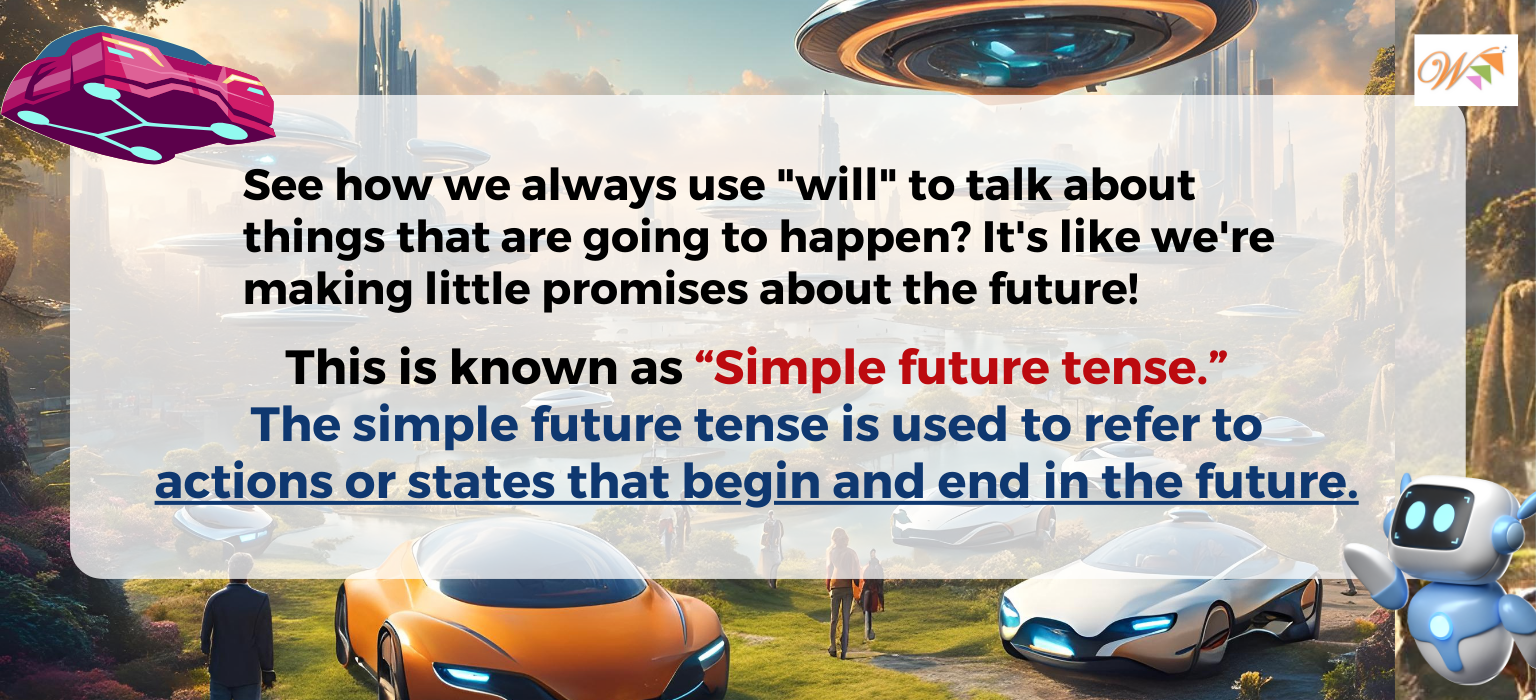 W
See how we always use "will" to talk about
things that are going to happen? It's like we're
making little promises about the future!
This is known as “Simple future tense.”
The simple future tense is used to refer to
actions or states that begin and end in the future.